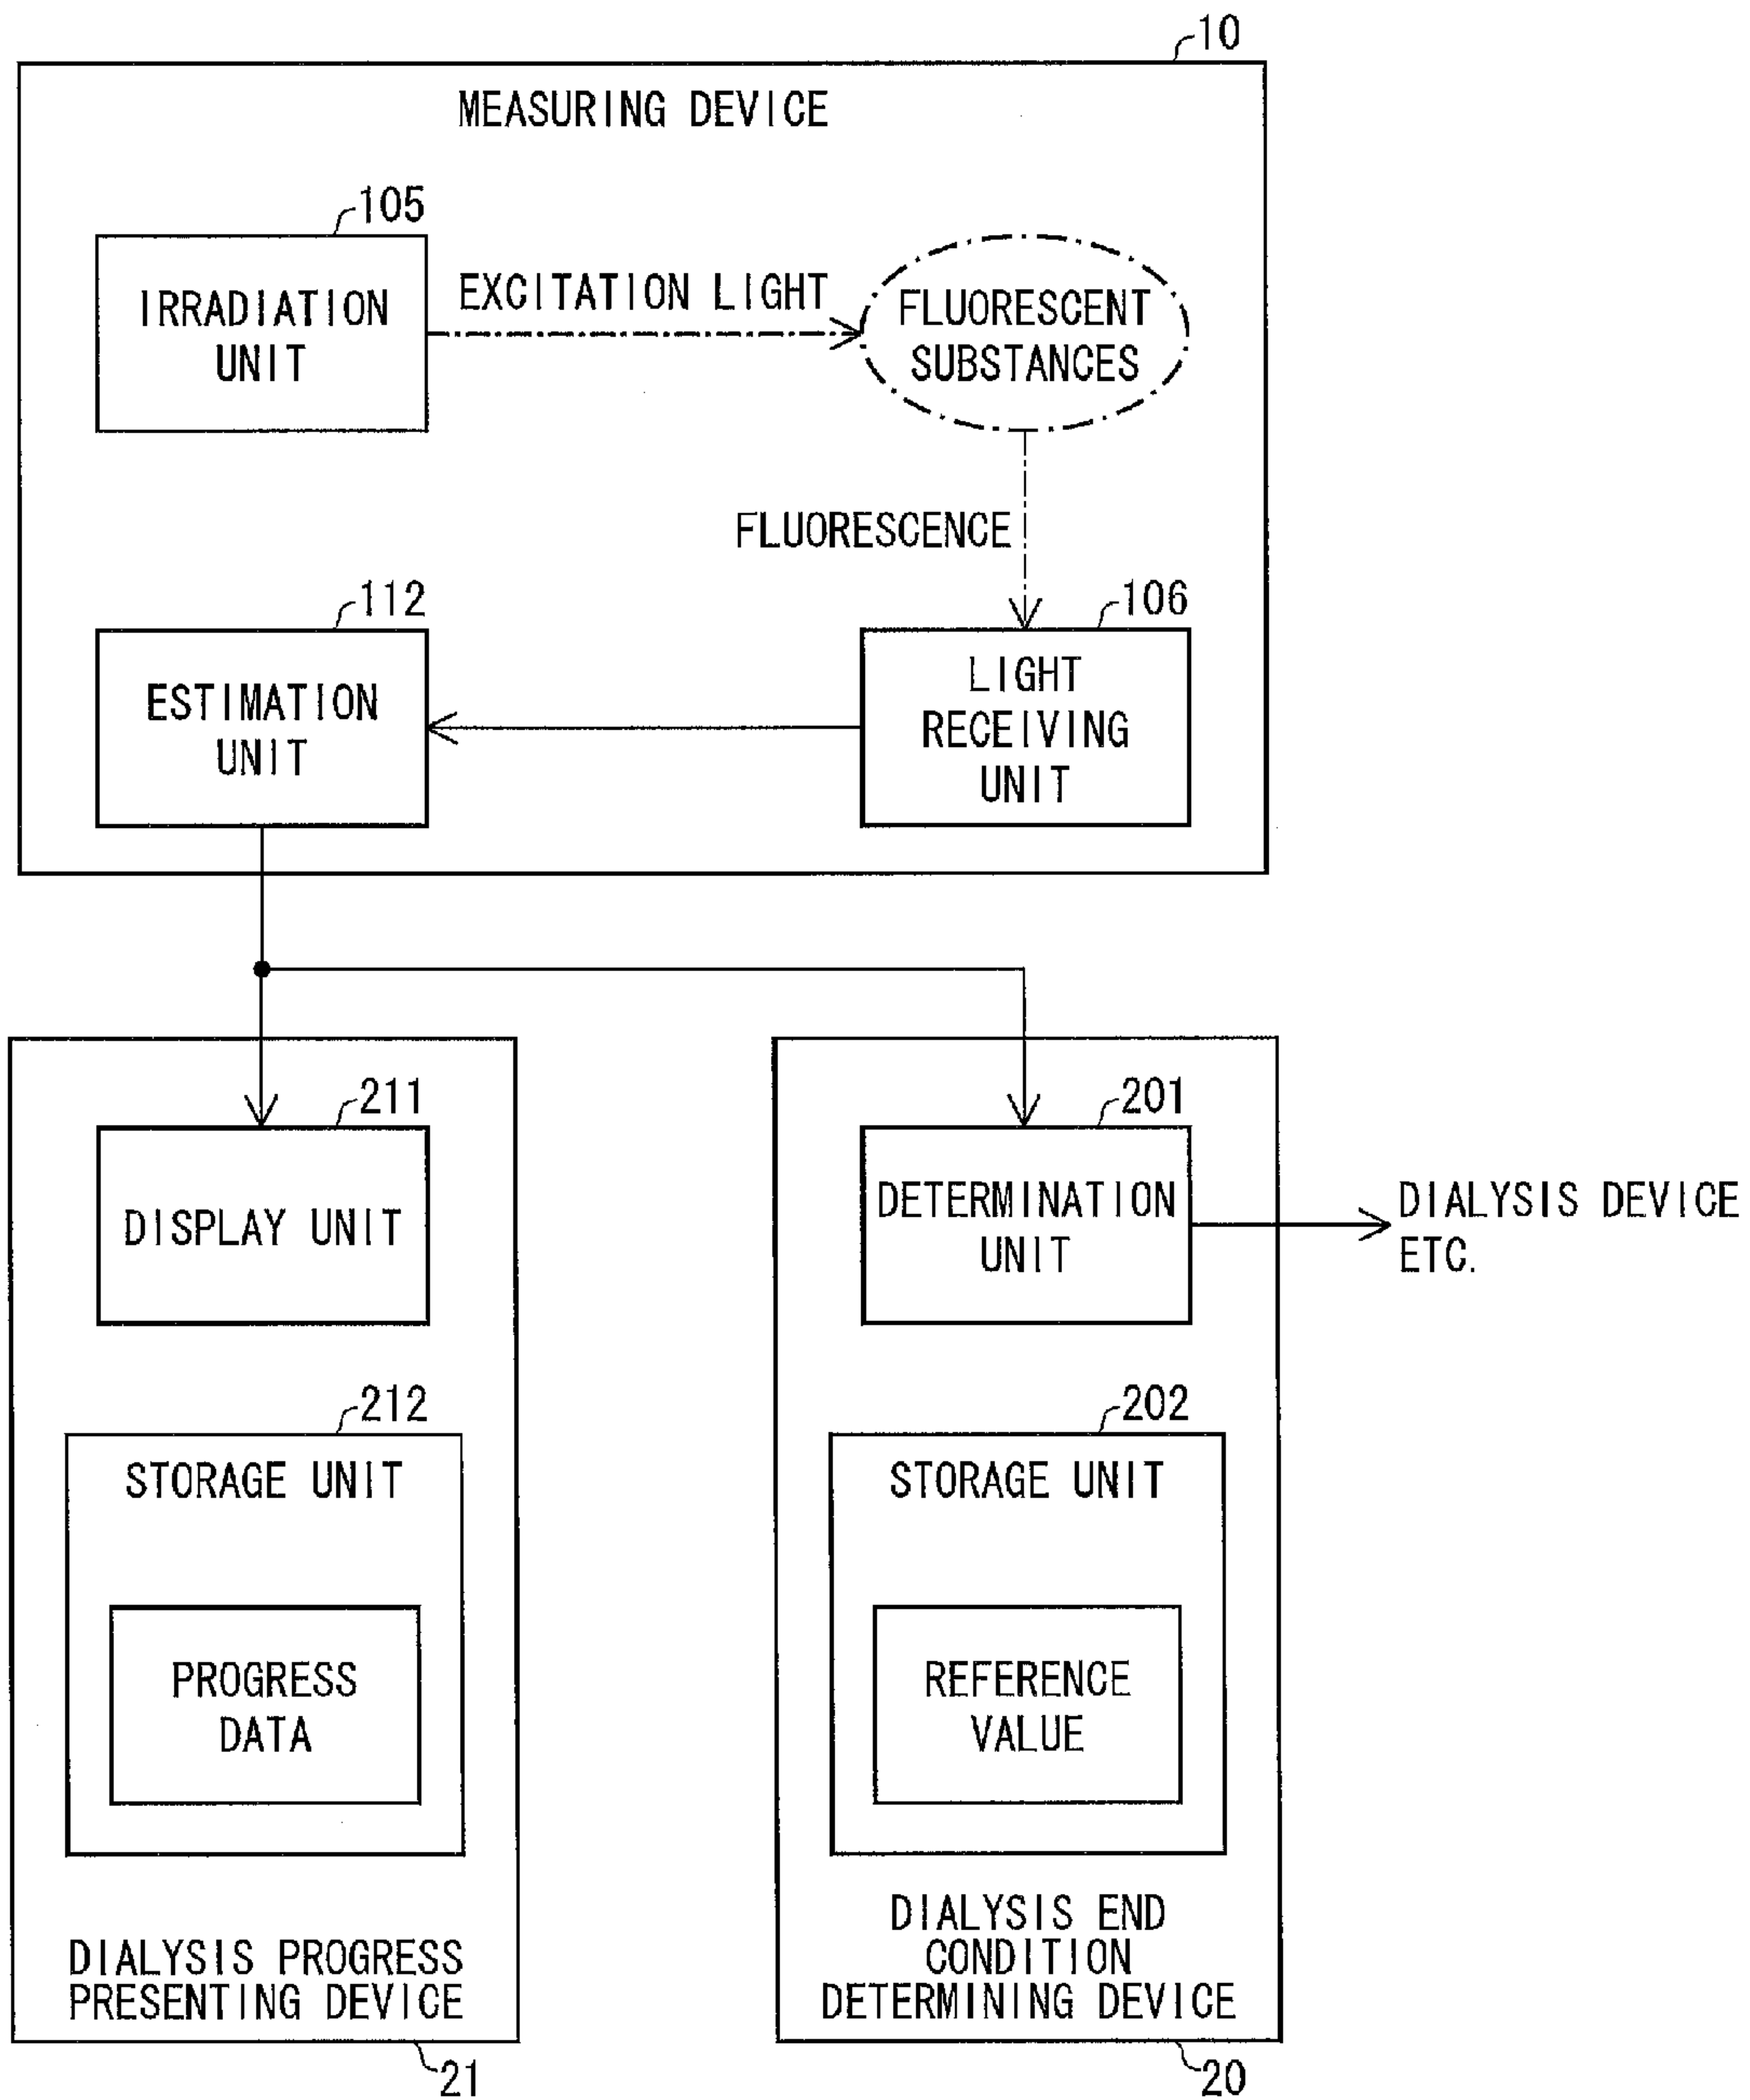 10
MEASURING DEVICE
105
IRRADIATION
UNIT
EXCITATION LIGHT
FLUORESCENT
SUBSTANCES
FLUORESCENCE
112
ESTIMATION
UNIT
106
LIGHT
RECEIVING
UNIT
211
DISPLAY UNIT
201
DETERMINATION
UNIT
DIALYSIS DEVICE
ETC.
212
STORAGE UNIT
PROGRESS
DATA
202
STORAGE UNIT
REFERENCE
VALUE
DIALYSIS PROGRESS
PRESENTING DEVICE
21
DIALYSIS END
CONDITION
DETERMINING DEVICE
20